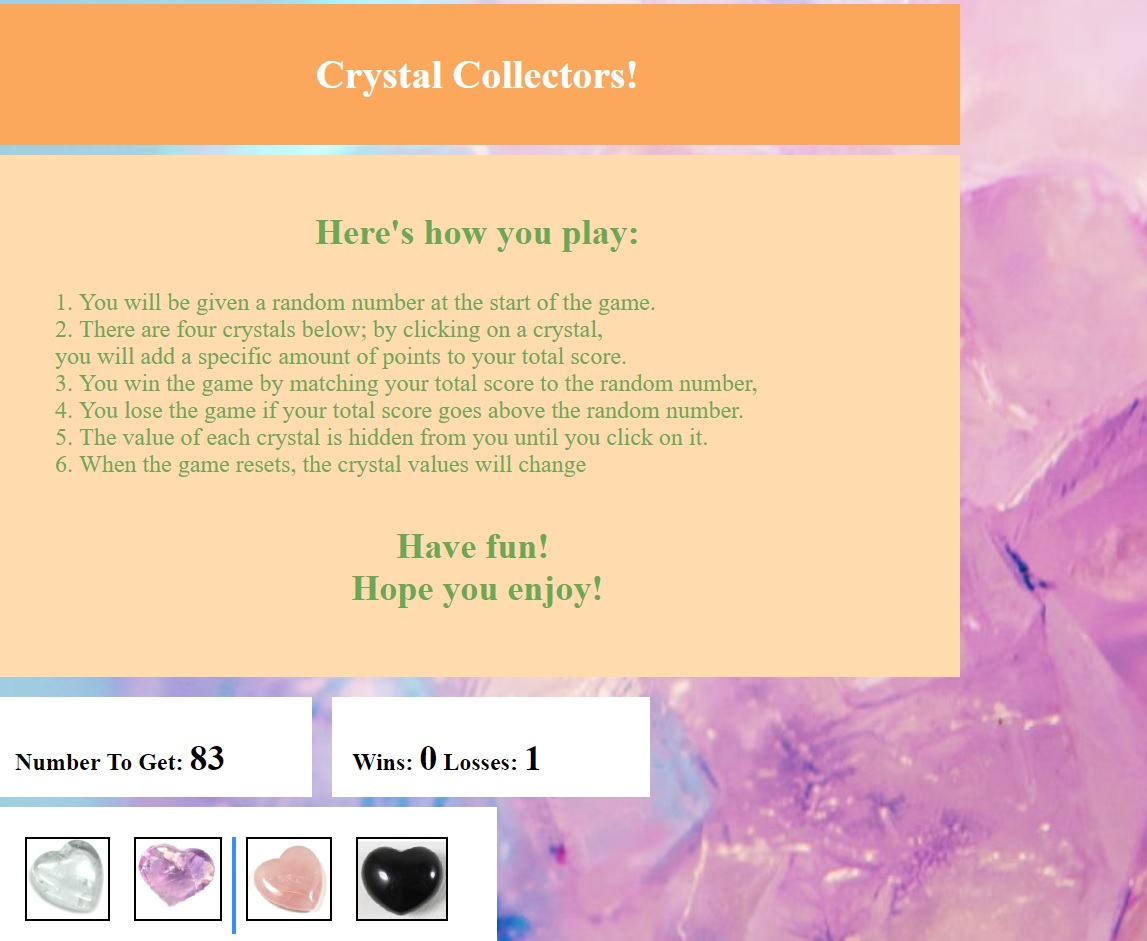 Crystal Collectors!
Here's how you play:
1. You will be given a random number at the start of the game.
2. There are four crystals below; by clicking on a crystal,
you will add a specific amount of points to your total score.
3. You win the game by matching your total score to the random number,
4. You lose the game if your total score goes above the random number.
5. The value of each crystal is hidden from you until you click on it.
6. When the game resets, the crystal values will change
Have fun!
Hope you enjoy!
Number To Get: 83
Wins: 0 Losses: 1